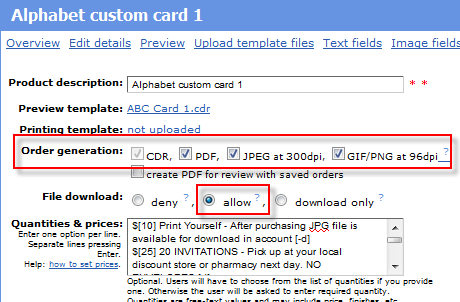 Alphabet custom card 1
Overview Edit details Preview Upload template files Text fields Image fields
Product description: Alphabet custom card 1 * *
Preview template: ABC Card 1.cdr
Printing template: not uploaded
Order generation: CDR, PDF, JPEG at 300dpi, GIF/PNG at 96dpi ?
create PDF for review with saved orders
File download: deny ?, allow ?, download only ?
Quantities & prices:
Enter one option per line.
Separate lines pressing
Enter.
Help: how to set prices.
$[10] Print Yourself - After purchasing JPG file is
available for download in account [-d]
$[25] 20 INVITATIONS - Pick up at your local
discount store or pharmacy next day. NO
Optional. Users will have to choose from the list of quantities if you provide
one. Otherwise the user will be asked to enter required quantity.
Quantities are free-text values and may include price, finishes, etc.